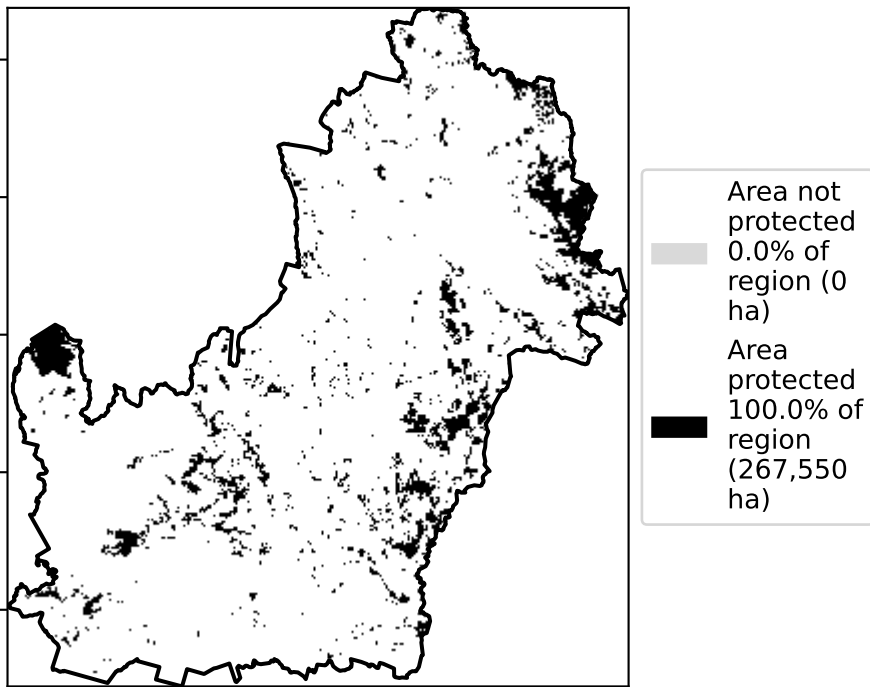 Area not
protected
0.0% of
region (0
ha)
Area
protected
100.0% of
region
(267,550
ha)